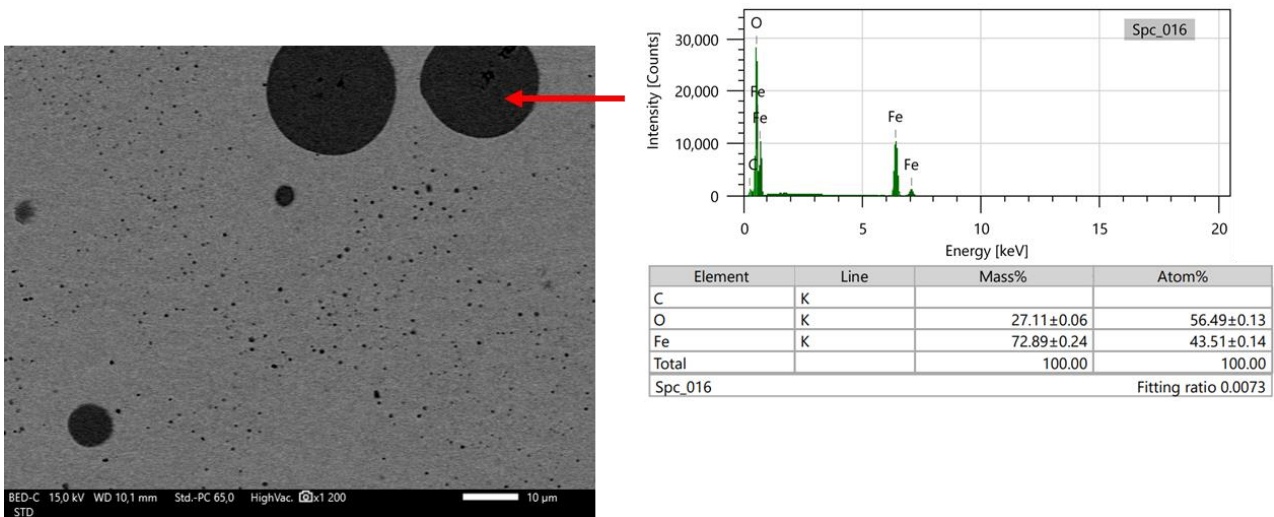 Spc_016
Intensity [Counts]
30,000
20,000
10,000
0
O
Fe
Fe
C
Fe
Fe
0 5 10 15 20
Energy [keV]
Element Line Mass% Atom%
C K
O K 27.11±0.06 56.49±0.13
Fe K 72.89±0.24 43.51±0.14
Total 100.00 100.00
Spc_016 Fitting ratio 0.0073
BED-C 15,0 kV WD 10,1 mm Std.-PC 65,0 HighVac. x1 200 10 µm
STD